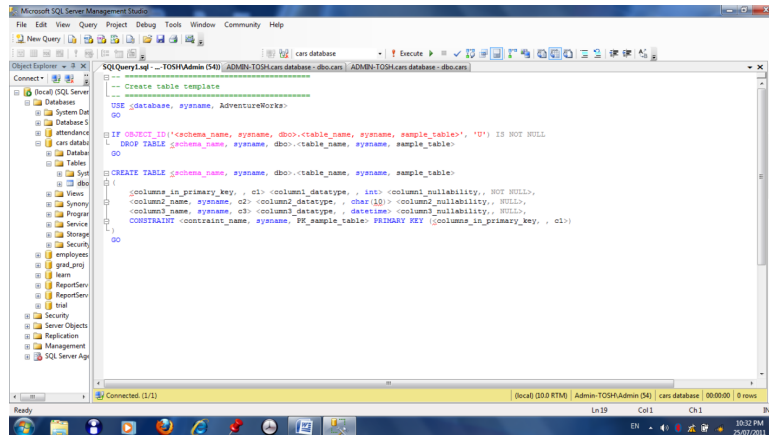 Microsoft SQL Server Management Studio
File Edit View Query Project Debug Tools Window Community Help
New Query
cars database
Execute
Object Explorer
SQLQuery1.sql - ...-TOSH\Admin (54))
ADMIN-TOSH.cars database - dbo.cars
ADMIN-TOSH.cars database - dbo.cars
Connect
(local) (SQL Server
Databases
System Dat
Database S
attendance
cars databa
Databa
Tables
Syst
dbo
Views
Synony
Prograr
Service
Storage
Security
employees
grad_proj
learn
ReportServ
ReportServ
trial
Security
Server Objects
Replication
Management
SQL Server Age
-- =========================================
-- Create table template
-- =========================================
USE <database, sysname, AdventureWorks>
GO
IF OBJECT_ID('<schema_name, sysname, dbo>.<table_name, sysname, sample_table>', 'U') IS NOT NULL
DROP TABLE <schema_name, sysname, dbo>.<table_name, sysname, sample_table>
GO
CREATE TABLE <schema_name, sysname, dbo>.<table_name, sysname, sample_table>
(
<columns_in_primary_key, , c1> <column1_datatype, , int> <column1_nullability,, NOT NULL>,
<column2_name, sysname, c2> <column2_datatype, , char(10)> <column2_nullability,, NULL>,
<column3_name, sysname, c3> <column3_datatype, , datetime> <column3_nullability,, NULL>,
CONSTRAINT <contraint_name, sysname, PK_sample_table> PRIMARY KEY (<columns_in_primary_key, , c1>)
)
GO
Connected. (1/1)
(local) (10.0 RTM) Admin-TOSH\Admin (54) cars database 00:00:00 0 rows
Ready
Ln 19 Col 1 Ch 1 IN
EN
10:32 PM
25/07/2011